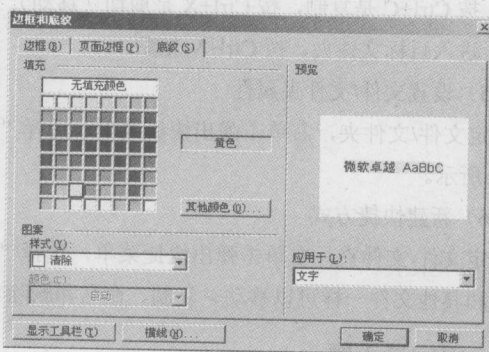 边框和底纹
边框(B) 页面边框(P) 底纹(S)
填充
预览
无填充颜色
黄色
微软卓越 AaBbC
其他颜色(O)...
图案
样式(Y):
清除
应用于(L):
文字
颜色(C):
自动
显示工具栏(T) 横线(H)... 确定 取消